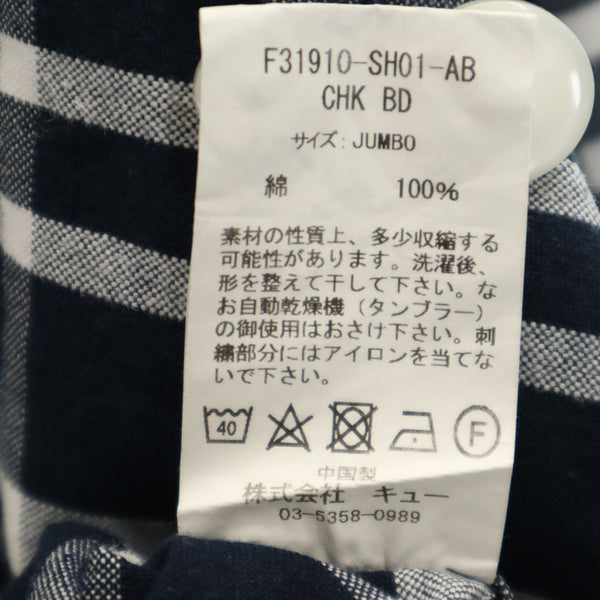 F31910-SH01-AB
CHK BD
サイズ: JUMBO
綿 100%
素材の性質上、多少収縮する
可能性があります。洗濯後、
形を整えて干して下さい。な
お自動乾燥機（タンブラー）
の御使用はおさけ下さい。刺
繍部分にはアイロンを当てな
いで下さい。
40 F
中国製
株式会社 キュー
03-5358-0989